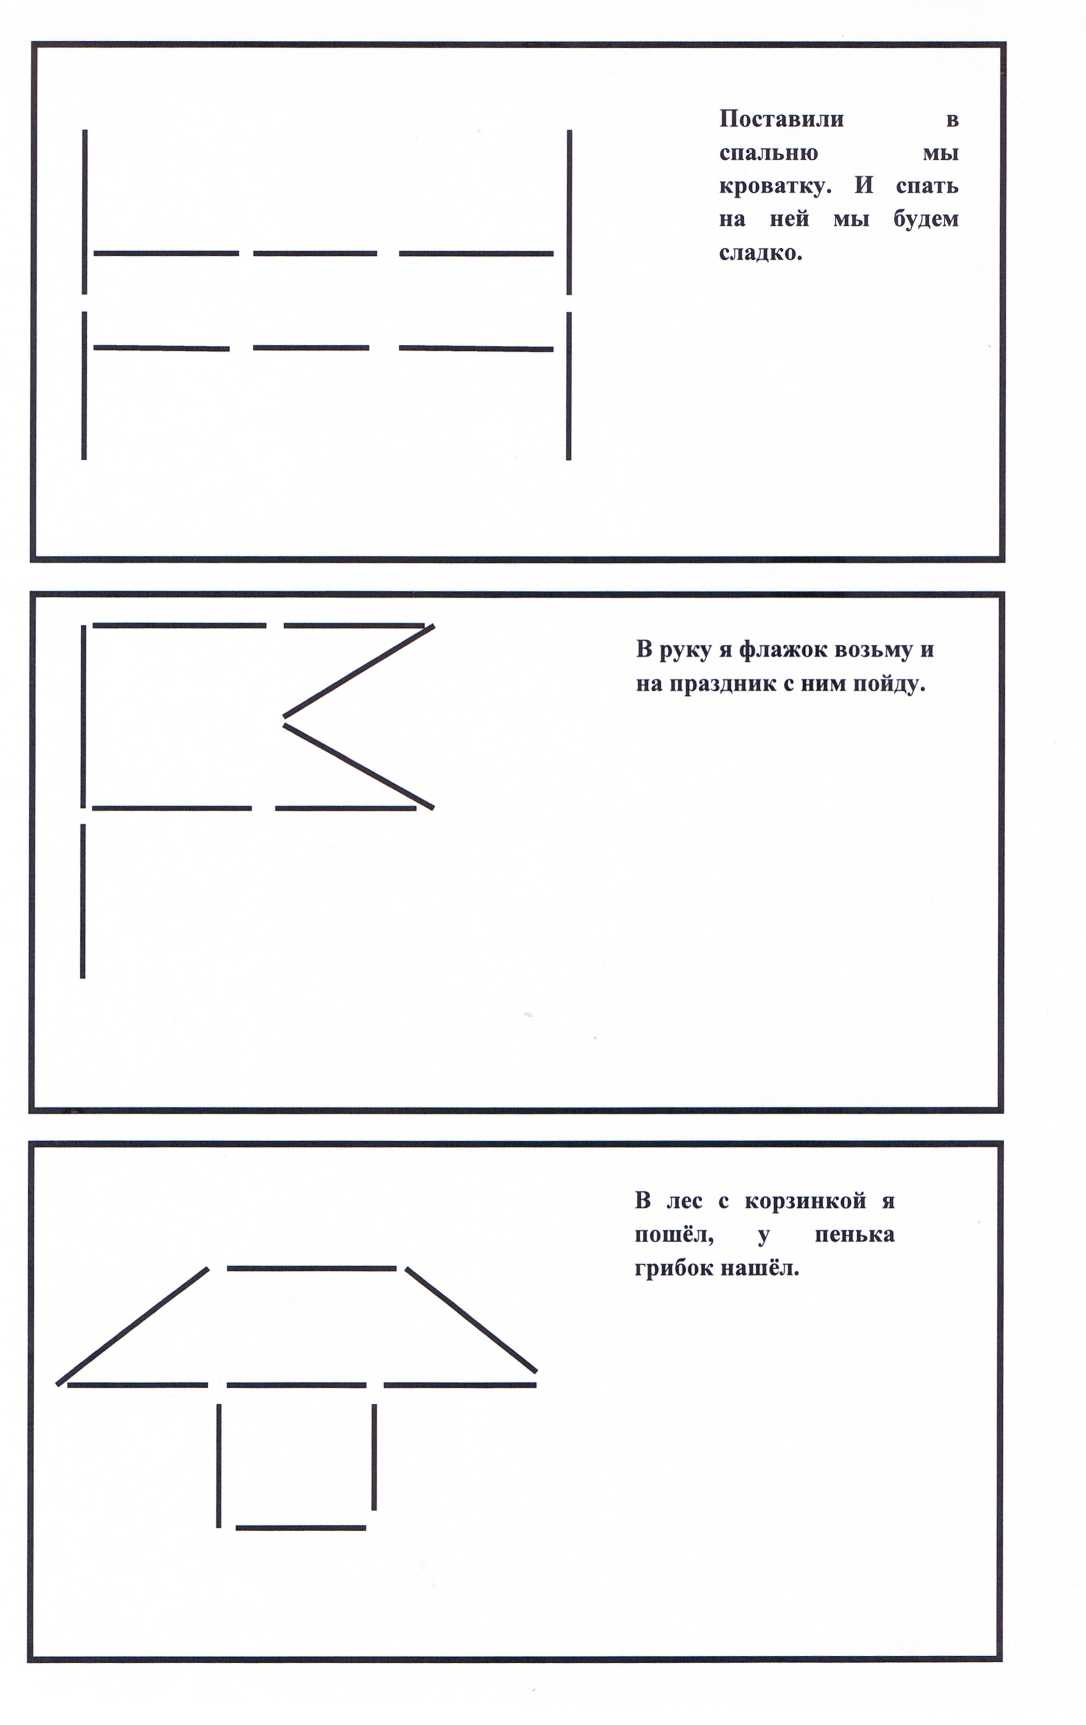 Поставили в
спальню мы
кроватку. И спать
на ней мы будем
сладко.
В руку я флажок возьму и
на праздник с ним пойду.
В лес с корзинкой я
пошёл, у пенька
грибок нашёл.